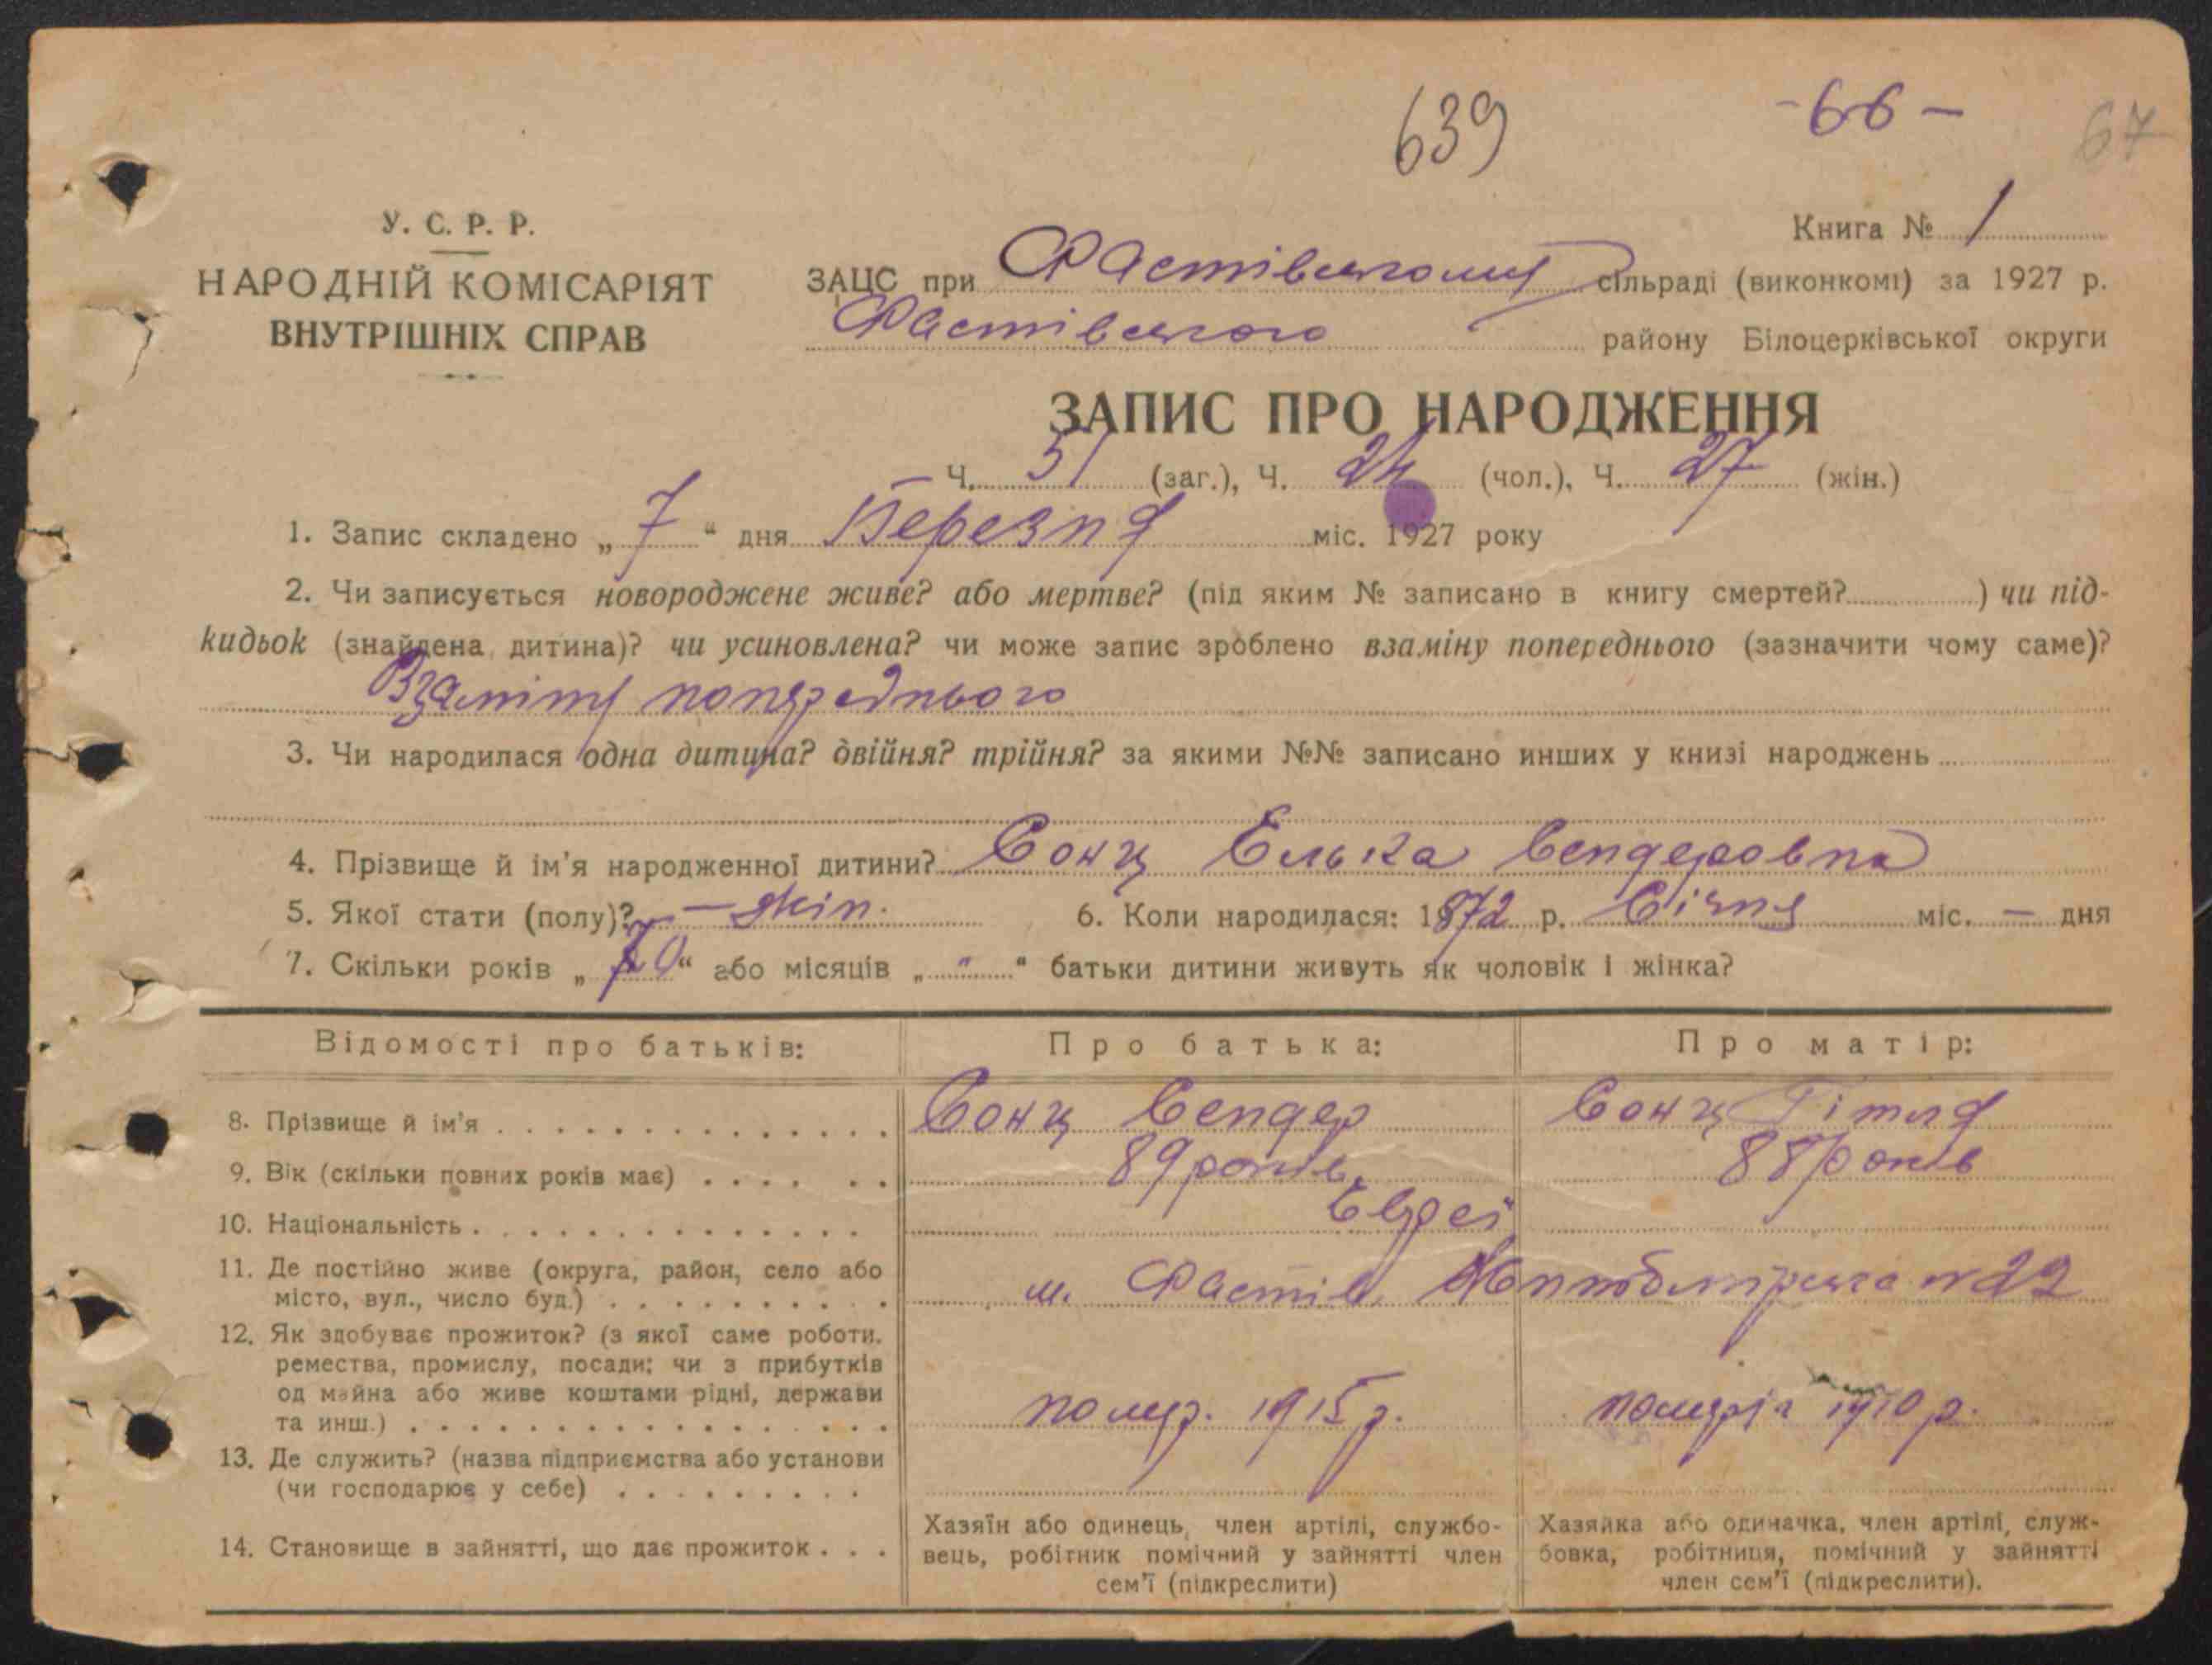 639
-66-
67
У. С. Р. Р.
НАРОДНІЙ КОМІСАРІЯТ
ВНУТРІШНІХ СПРАВ
Книга № 1
ЗАЦС при Фастівському сільраді (виконкомі) за 1927 р.
Фастівського району Білоцерківської округи
ЗАПИС ПРО НАРОДЖЕННЯ
Ч. 51 (заг.), Ч. 24 (чол.), Ч. 27 (жін.)
1. Запис складено „ 7 “ дня Березня міс. 1927 року
2. Чи записується новороджене живе? або мертве? (під яким № записано в книгу смертей? ) чи під-
кидьок (знайдена дитина)? чи усиновлена? чи може запис зроблено взаміну попереднього (зазначити чому саме)?
Взаміну попереднього
3. Чи народилася одна дитина? двійня? трійня? за якими №№ записано инших у книзі народжень
4. Прізвище й ім'я народженної дитини? Сонц Елька Сендеровна
5. Якої стати (полу)? — жін. 6. Коли народилася: 1872 р. Січня міс. — дня
7. Скільки років „ 70 “ або місяців „ " “ батьки дитини живуть як чоловік і жінка?
Відомості про батьків: Про батька: Про матір:
8. Прізвище й ім'я Сонц Сендер Сонц Гітля
9. Вік (скільки повних років має) 89 років. 88 років
10. Національність Євреї
11. Де постійно живе (округа, район, село або
місто, вул., число буд.) м. Фастів № 22
12. Як здобуває прожиток? (з якої саме роботи,
ремества, промислу, посади; чи з прибутків
од майна або живе коштами рідні, держави
та инш.) помер. 1915 р. померла 1910 р.
13. Де служить? (назва підприємства або установи
(чи господарює у себе)
14. Становище в зайнятті, що дає прожиток
Хазяїн або одинець, член артілі, службо-
вець, робітник помічний у зайнятті член
сем'ї (підкреслити)
Хазяйка або одиначка, член артілі, служ-
бовка, робітниця, помічний у зайнятті
член сем'ї (підкреслити).